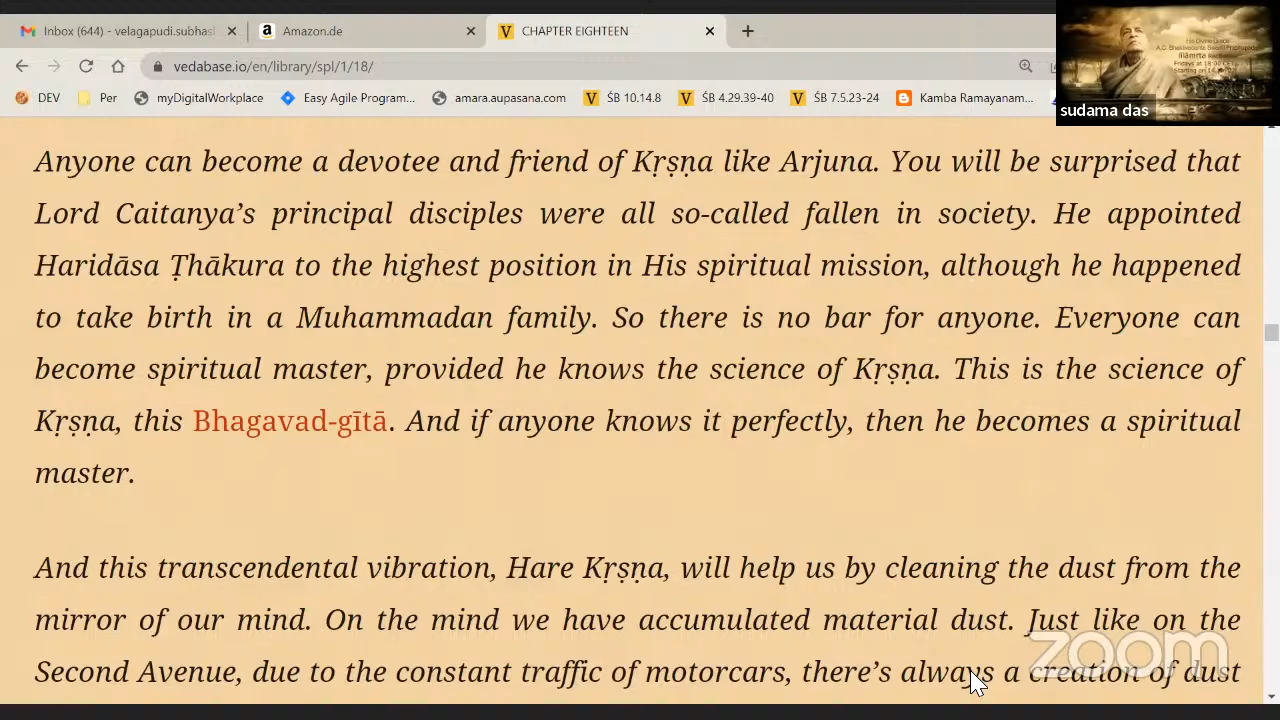 Inbox (644) - velagapudi.subhas
Amazon.de
CHAPTER EIGHTEEN
vedabase.io/en/library/spl/1/18/
DEV
Per
myDigitalWorkplace
Easy Agile Program...
amara.aupasana.com
ŚB 10.14.8
ŚB 4.29.39-40
ŚB 7.5.23-24
Kamba Ramayanam...
His Divine Grace
A.C. Bhaktivedanta Swami Prabhupada
sudama das
Anyone can become a devotee and friend of Kṛṣṇa like Arjuna. You will be surprised that
Lord Caitanya’s principal disciples were all so-called fallen in society. He appointed
Haridāsa Ṭhākura to the highest position in His spiritual mission, although he happened
to take birth in a Muhammadan family. So there is no bar for anyone. Everyone can
become spiritual master, provided he knows the science of Kṛṣṇa. This is the science of
Kṛṣṇa, this Bhagavad-gītā. And if anyone knows it perfectly, then he becomes a spiritual
master.
And this transcendental vibration, Hare Kṛṣṇa, will help us by cleaning the dust from the
mirror of our mind. On the mind we have accumulated material dust. Just like on the
Second Avenue, due to the constant traffic of motorcars, there’s always a creation of dust
zoom